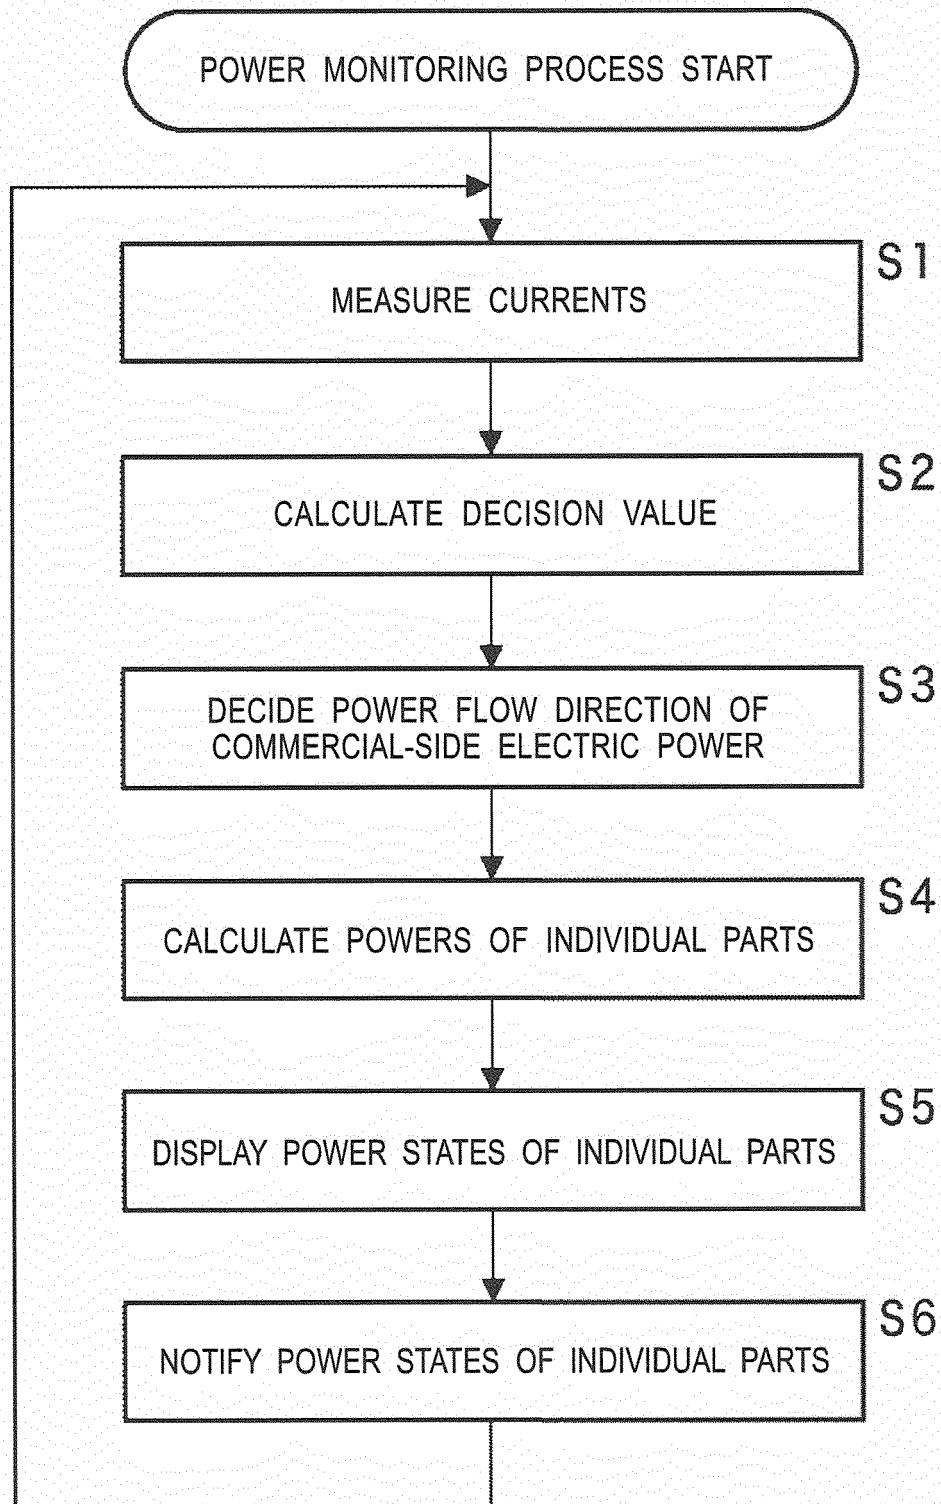 POWER MONITORING PROCESS START
S1
MEASURE CURRENTS
S2
CALCULATE DECISION VALUE
S3
DECIDE POWER FLOW DIRECTION OF
COMMERCIAL-SIDE ELECTRIC POWER
S4
CALCULATE POWERS OF INDIVIDUAL PARTS
S5
DISPLAY POWER STATES OF INDIVIDUAL PARTS
S6
NOTIFY POWER STATES OF INDIVIDUAL PARTS